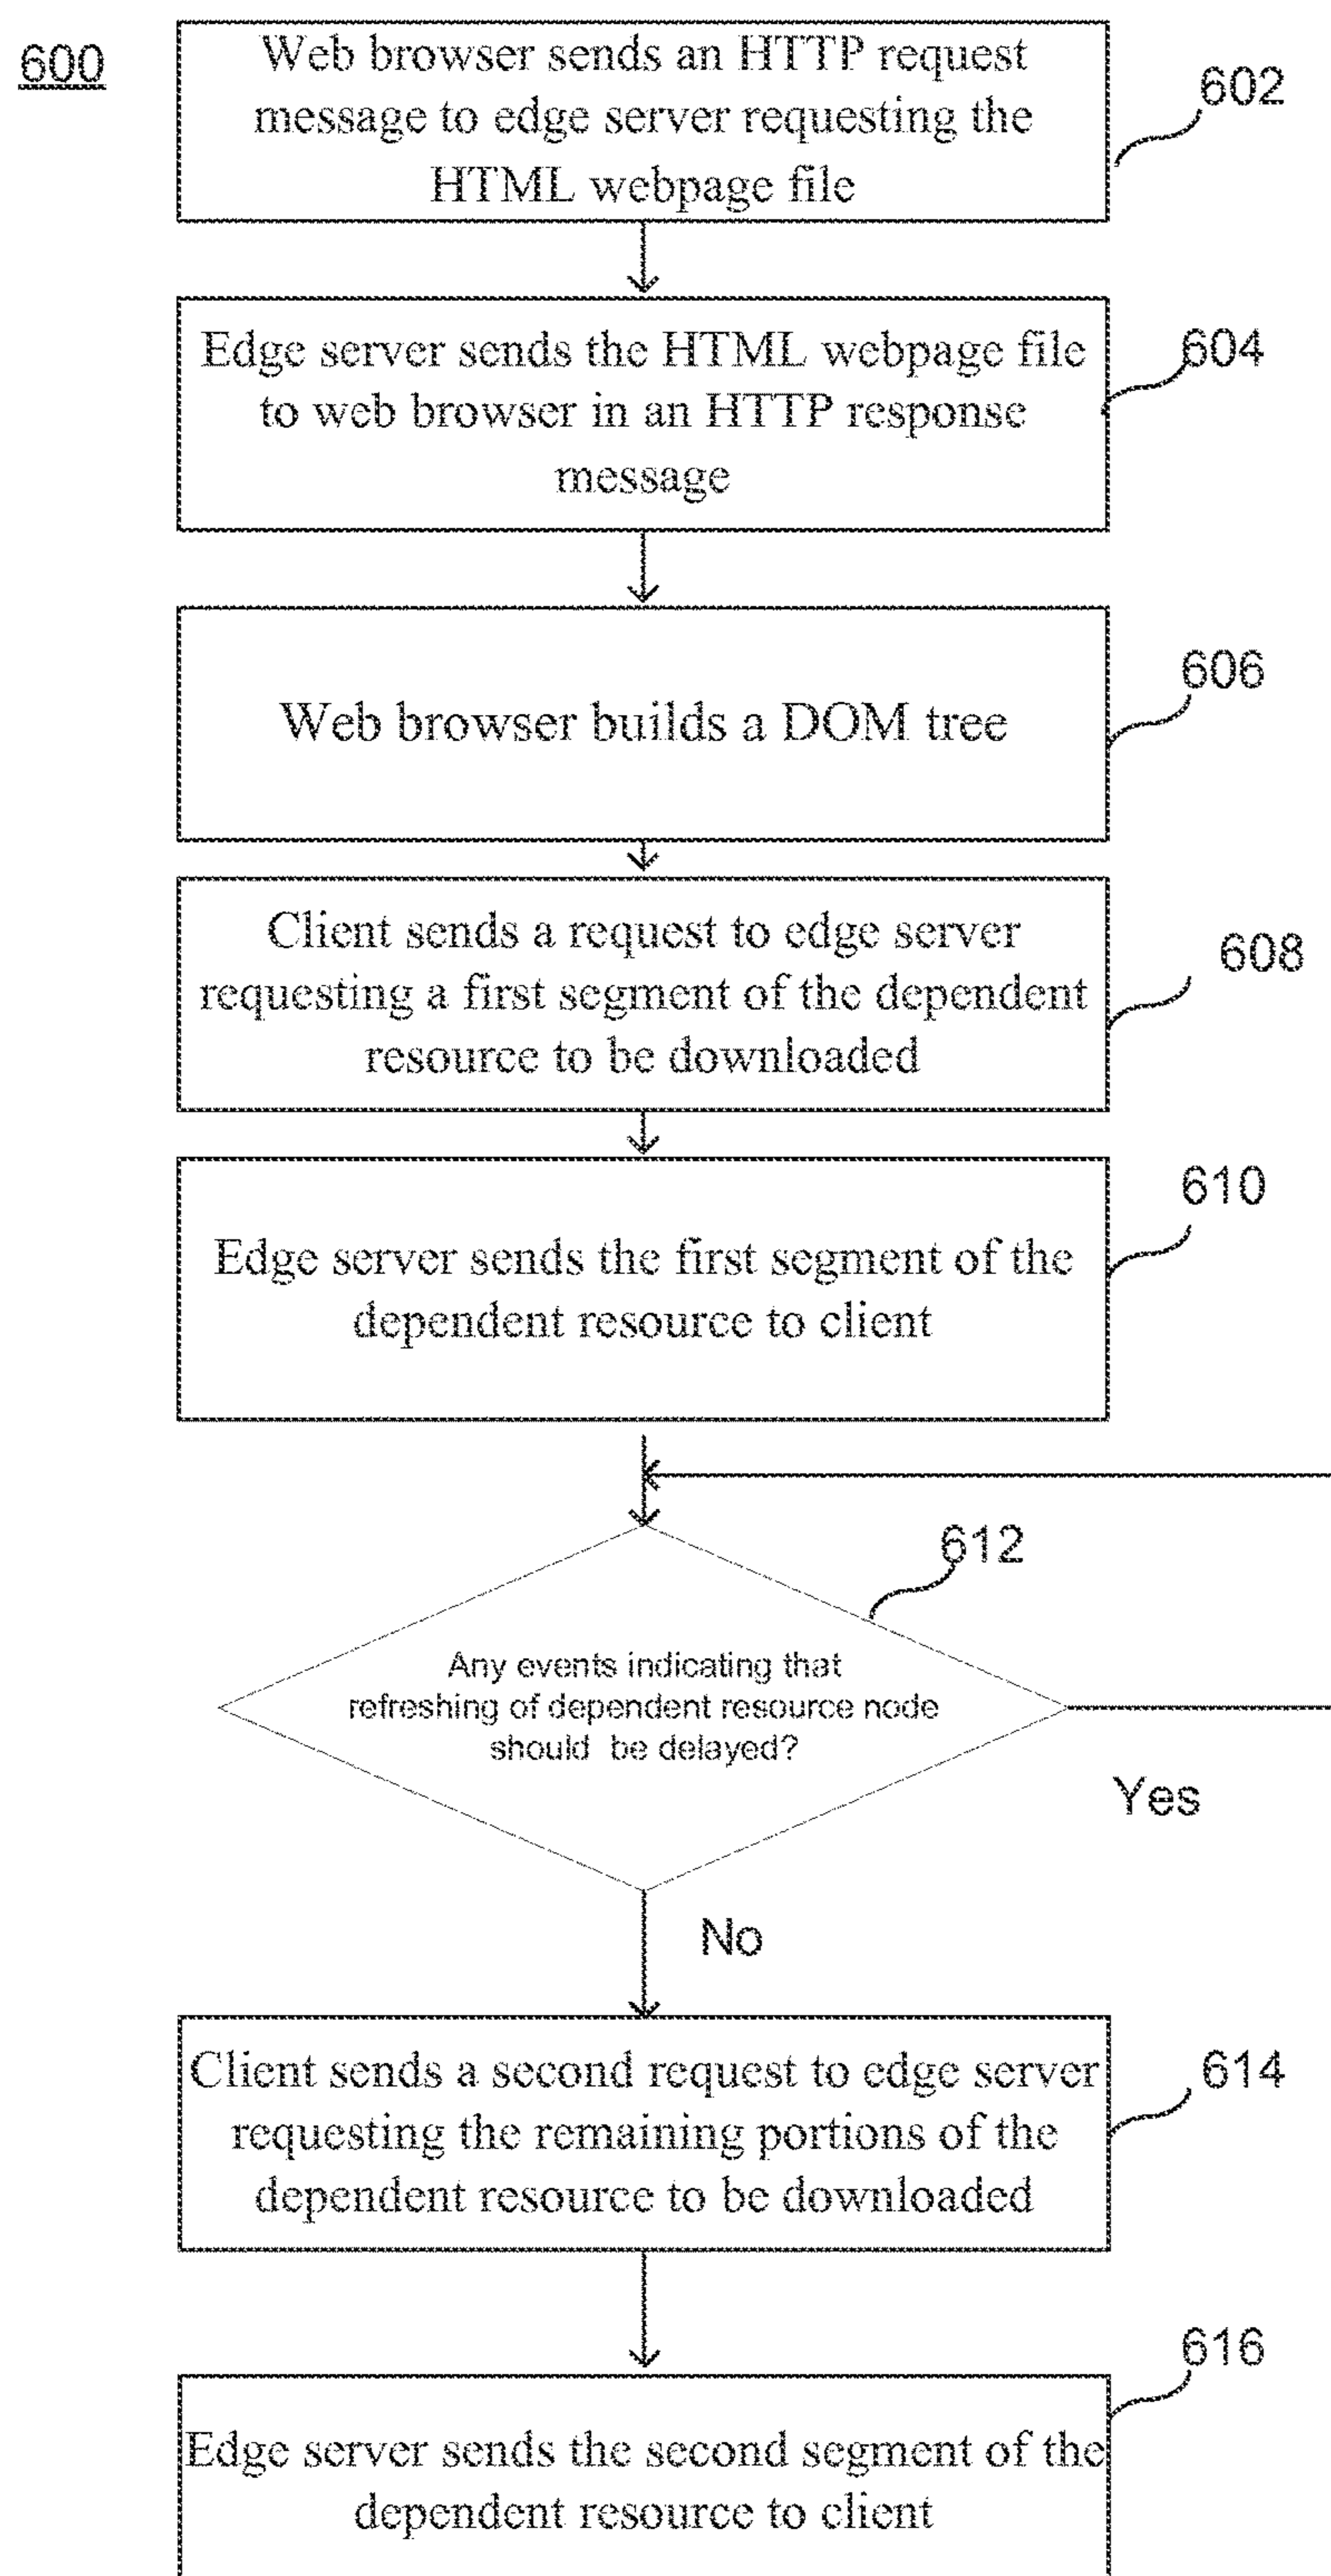 600
Web browser sends an HTTP request
message to edge server requesting the
HTML webpage file
602
Edge server sends the HTML webpage file
to web browser in an HTTP response
message
604
Web browser builds a DOM tree
606
Client sends a request to edge server
requesting a first segment of the dependent
resource to be downloaded
608
Edge server sends the first segment of the
dependent resource to client
610
612
Any events indicating that
refreshing of dependent resource node
should be delayed?
Yes
No
Client sends a second request to edge server
requesting the remaining portions of the
dependent resource to be downloaded
614
Edge server sends the second segment of the
dependent resource to client
616